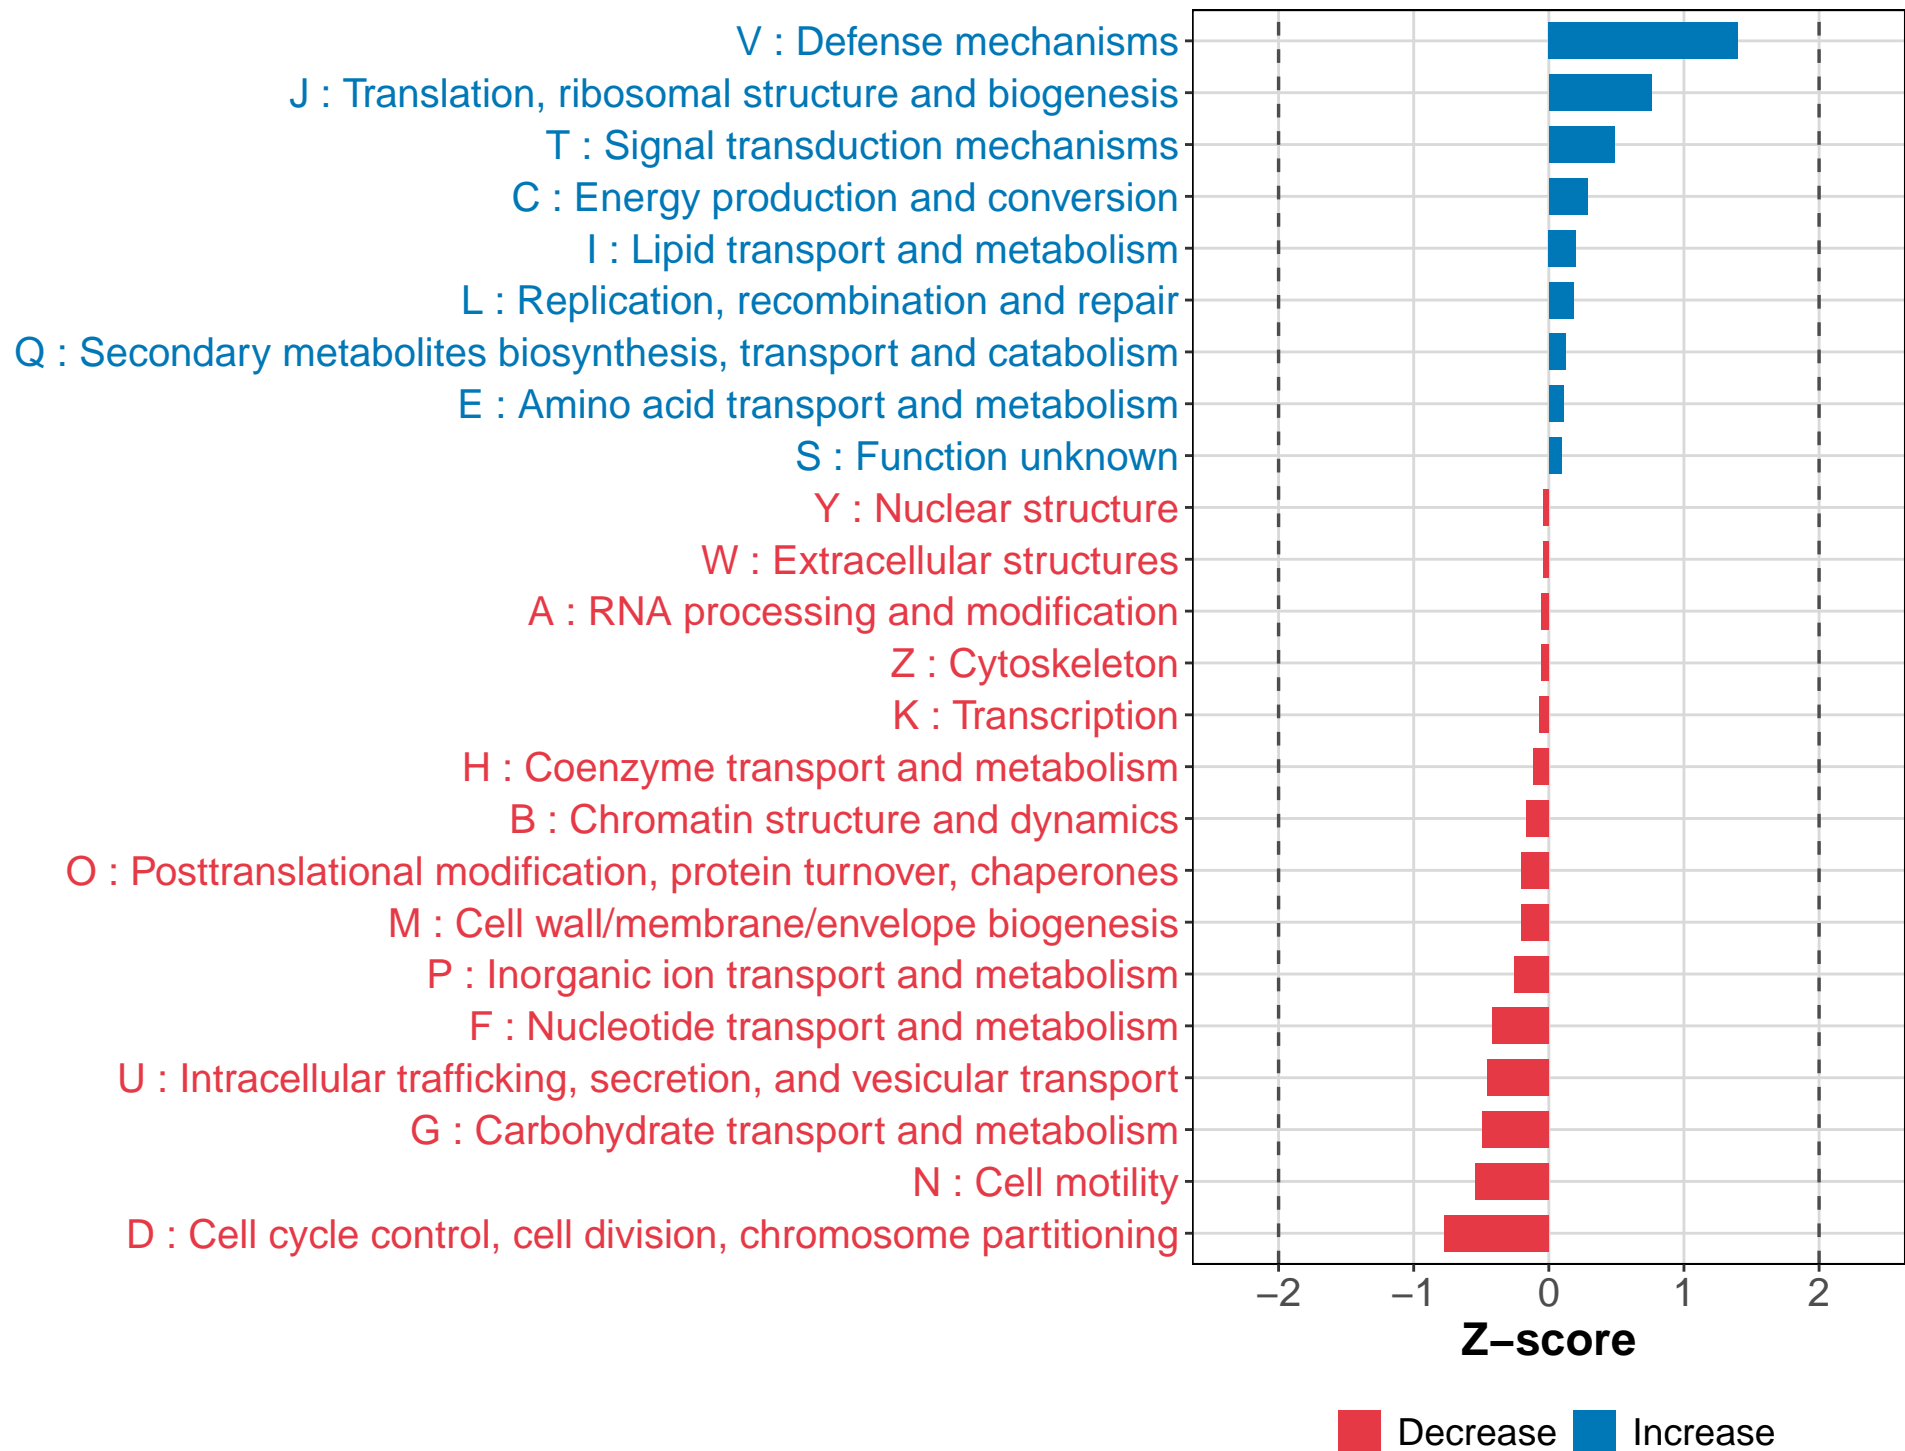 V : Defense mechanisms
J : Translation, ribosomal structure and biogenesis
T : Signal transduction mechanisms
C : Energy production and conversion
I : Lipid transport and metabolism
L : Replication, recombination and repair
Q : Secondary metabolites biosynthesis, transport and catabolism
E : Amino acid transport and metabolism
S : Function unknown
Y : Nuclear structure
W : Extracellular structures
A : RNA processing and modification
Z : Cytoskeleton
K : Transcription
H : Coenzyme transport and metabolism
B : Chromatin structure and dynamics
O : Posttranslational modification, protein turnover, chaperones
M : Cell wall/membrane/envelope biogenesis
P : Inorganic ion transport and metabolism
F : Nucleotide transport and metabolism
U : Intracellular trafficking, secretion, and vesicular transport
G : Carbohydrate transport and metabolism
N : Cell motility
D : Cell cycle control, cell division, chromosome partitioning
−2 −1 0 1 2
Z−score
Decrease Increase